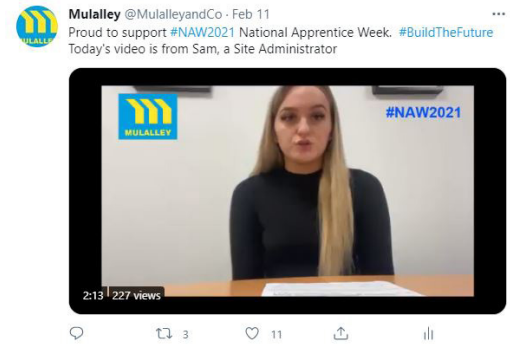 Mulalley @MulalleyandCo · Feb 11
Proud to support #NAW2021 National Apprentice Week. #BuildTheFuture
Today's video is from Sam, a Site Administrator
MULALLEY
#NAW2021
2:13 227 views
3 11